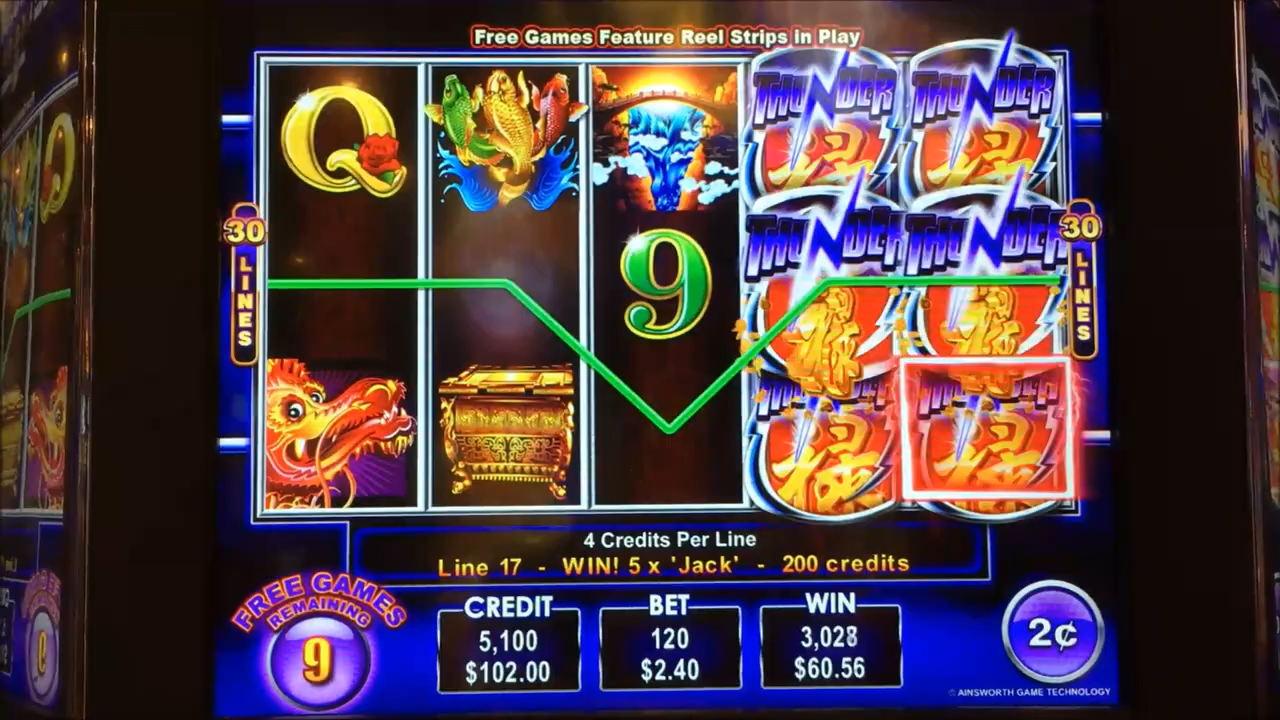 Free Games Feature Reel Strips in Play
THUNDER THUNDER
Q
THUNDER THUNDER
30 30
LINES LINES
9
THUNDER THUNDER
4 Credits Per Line
Line 17 - WIN! 5 x 'Jack' - 200 credits
FREE GAMES
REMAINING
9
CREDIT BET WIN
5,100 120 3,028
$102.00 $2.40 $60.56
2¢
© AINSWORTH GAME TECHNOLOGY